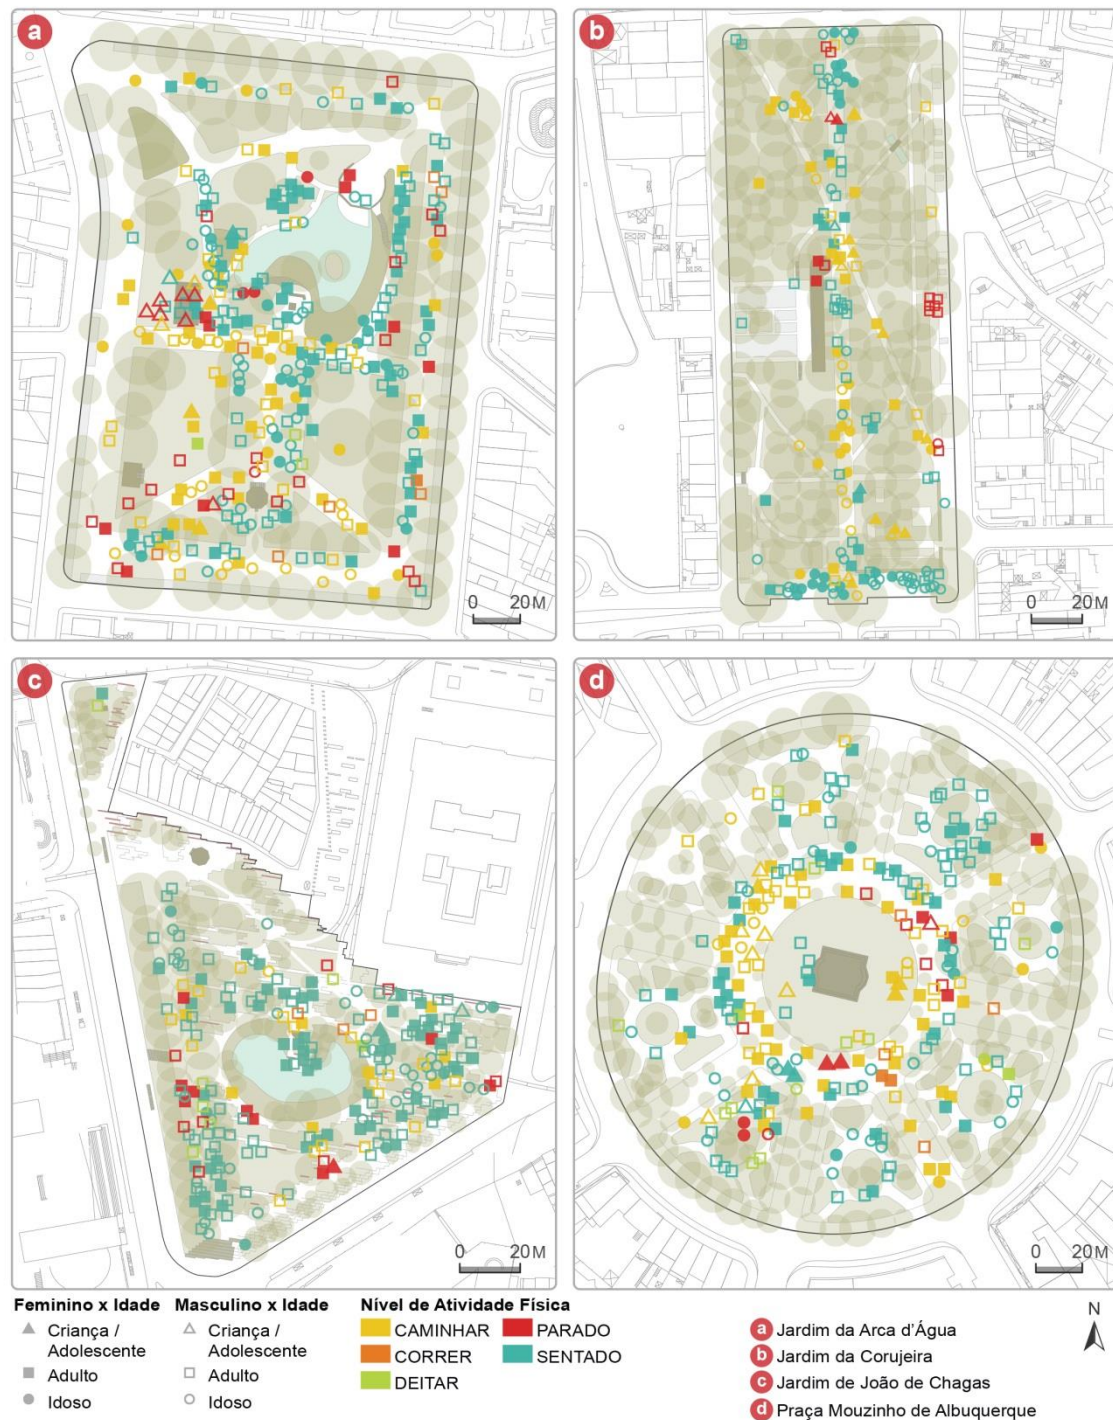 a
b
0 20M
0 20M
c
d
0 20M
0 20M
Feminino x Idade
Criança /
Adolescente
Adulto
Idoso
Masculino x Idade
Criança /
Adolescente
Adulto
Idoso
Nível de Atividade Física
CAMINHAR
CORRER
DEITAR
PARADO
SENTADO
a Jardim da Arca d'Água
b Jardim da Corujeira
c Jardim de João de Chagas
d Praça Mouzinho de Albuquerque
N